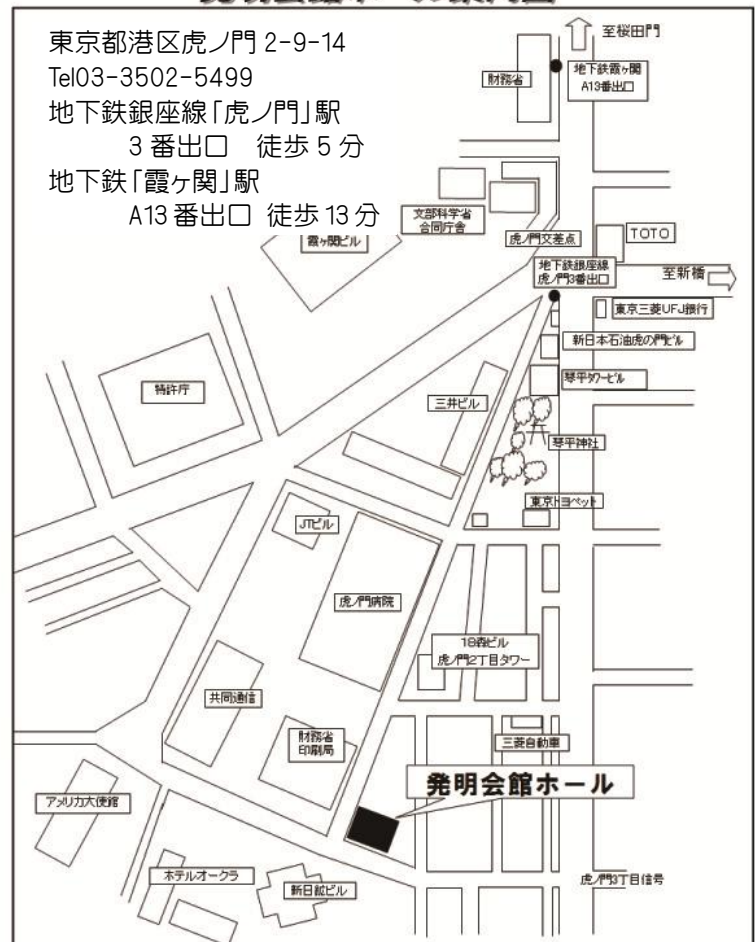 発明会館ホール案内図
東京都港区虎ノ門 2-9-14
Tel03-3502-5499
地下鉄銀座線「虎ノ門」駅
3 番出口 徒歩 5 分
地下鉄「霞ヶ関」駅
A13 番出口 徒歩 13 分
至桜田門
財務省
地下鉄霞ヶ関
A13番出口
文部科学省
合同庁舎
霞ヶ関ビル
虎ノ門交差点
TOTO
地下鉄銀座線
虎ノ門3番出口
至新橋
東京三菱UFJ銀行
新日本石油虎の門ビル
琴平タワービル
特許庁
三井ビル
琴平神社
東京トヨペット
JTビル
虎ノ門病院
18森ビル
虎ノ門2丁目タワー
共同通信
財務省
印刷局
三菱自動車
発明会館ホール
アメリカ大使館
ホテルオークラ
新日鉱ビル
虎ノ門3丁目信号